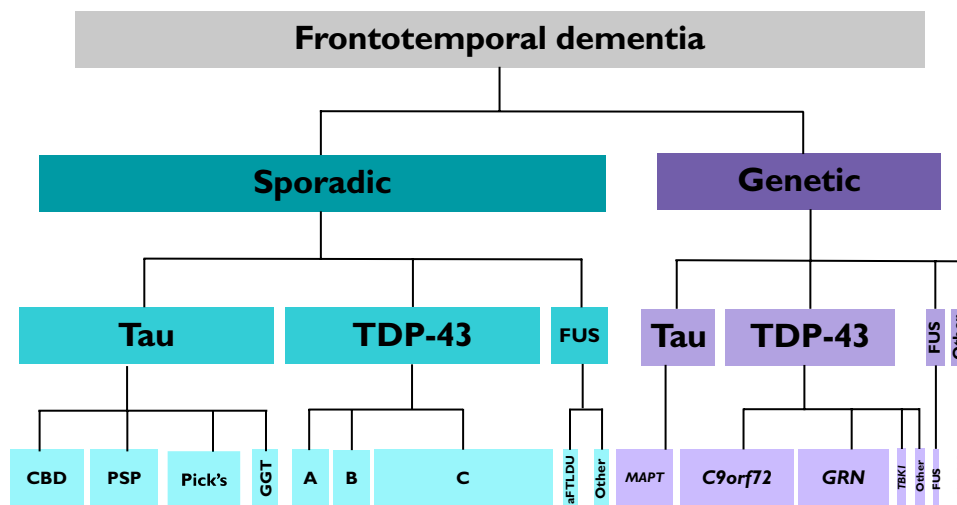 Frontotemporal dementia
Sporadic
Genetic
Tau
TDP-43
FUS
Tau
TDP-43
FUS
Other
CBD
PSP
Pick's
GGT
A
B
C
aFTLDU
Other
MAPT
C9orf72
GRN
TBK1
Other
FUS